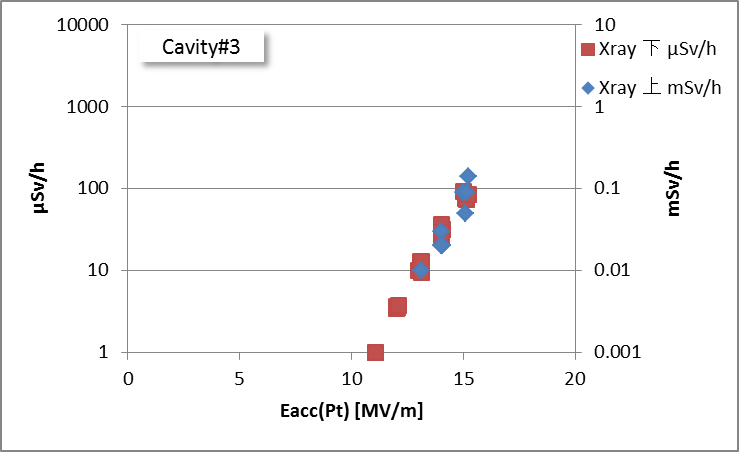 Cavity#3
Xray 下 μSv/h
Xray 上 mSv/h
10000
1000
100
10
1
μSv/h
10
1
0.1
0.01
0.001
mSv/h
0
5
10
15
20
Eacc(Pt) [MV/m]